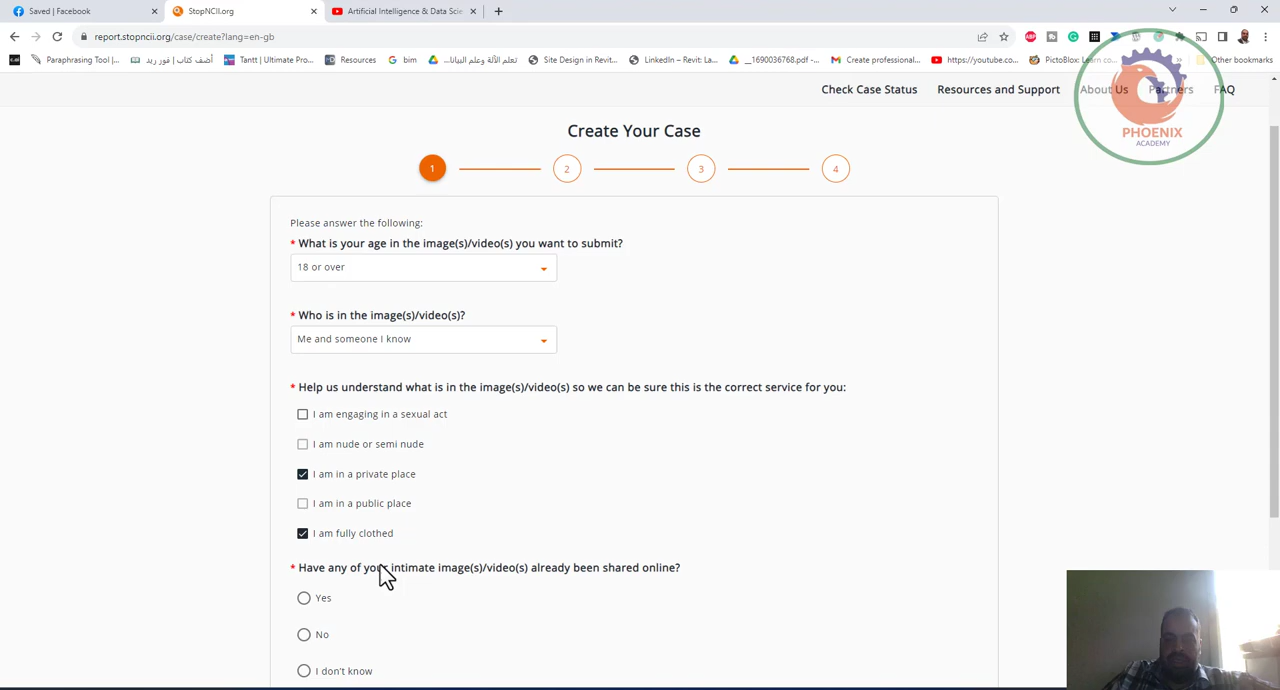 Saved | Facebook
StopNCII.org
Artificial Intelligence & Data Scie
report.stopncii.org/case/create?lang=en-gb
Paraphrasing Tool |...
أضف كتاب | فور ريد
Tantt | Ultimate Pro...
Resources
bim
تعلم الآلة وعلم البيانا...
Site Design in Revit...
LinkedIn – Revit: La...
__1690036768.pdf -...
Create professional...
https://youtube.co...
PictoBlox: Learn co...
Other bookmarks
Check Case Status
Resources and Support
About Us
Partners
FAQ
PHOENIX
ACADEMY
Create Your Case
1
2
3
4
Please answer the following:
* What is your age in the image(s)/video(s) you want to submit?
18 or over
* Who is in the image(s)/video(s)?
Me and someone I know
* Help us understand what is in the image(s)/video(s) so we can be sure this is the correct service for you:
I am engaging in a sexual act
I am nude or semi nude
I am in a private place
I am in a public place
I am fully clothed
* Have any of your intimate image(s)/video(s) already been shared online?
Yes
No
I don't know